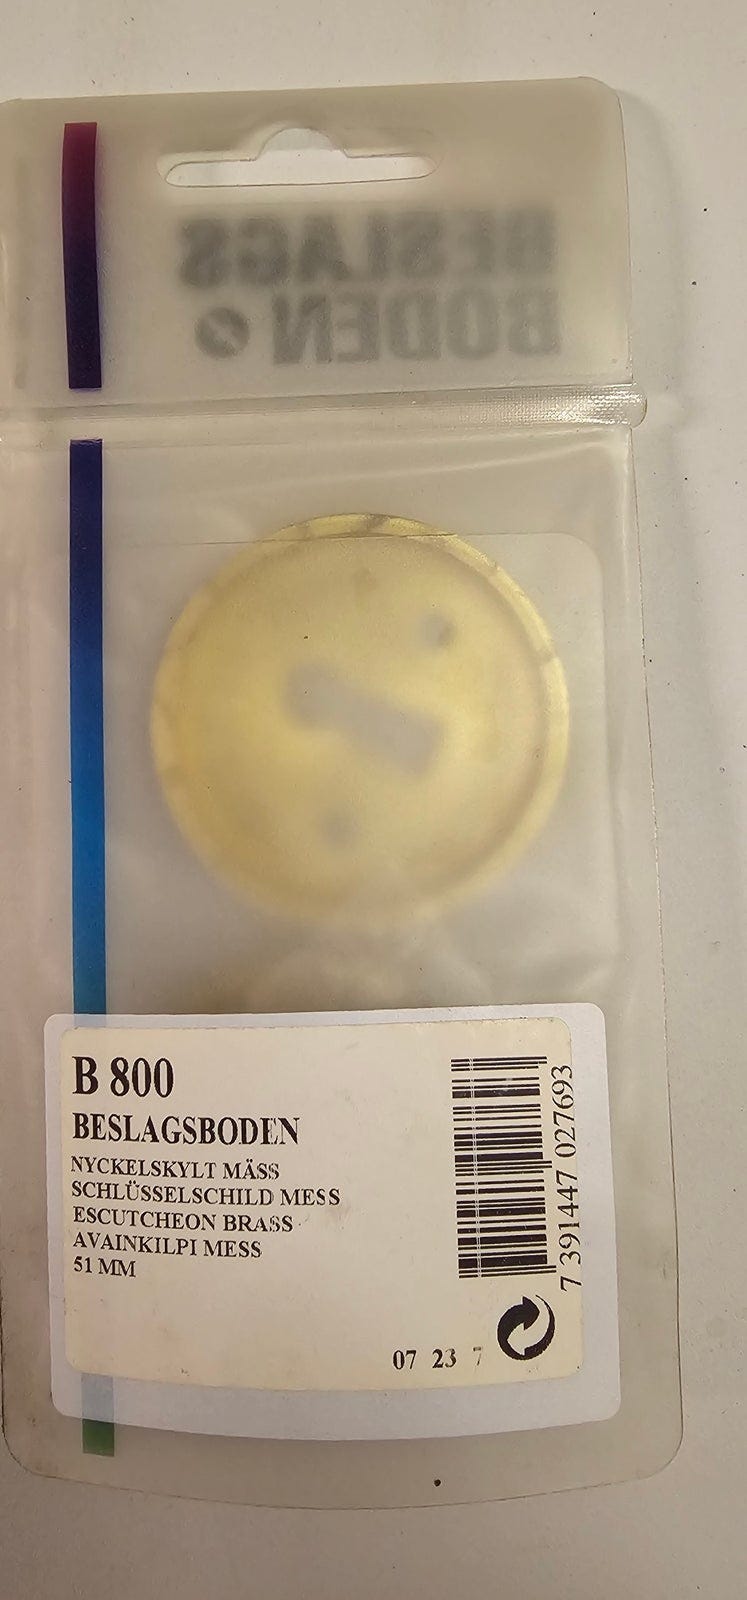 BESLAGS
BODEN
B 800
BESLAGSBODEN
NYCKELSKYLT MÄSS
SCHLÜSSELSCHILD MESS
ESCUTCHEON BRASS
AVAINKILPI MESS
51 MM
7 391447 027693
07 23 7